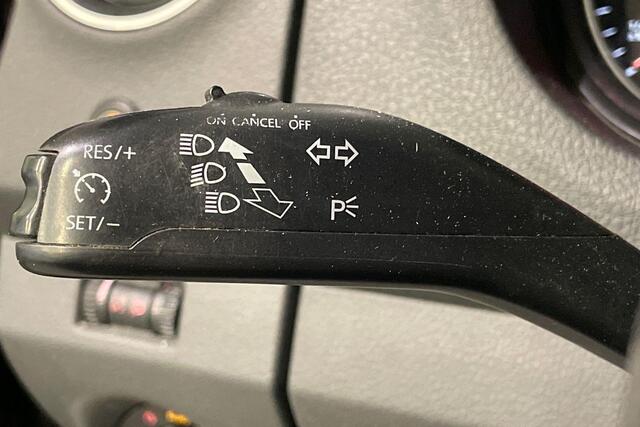 ON CANCEL OFF
RES/+
SET/−
P